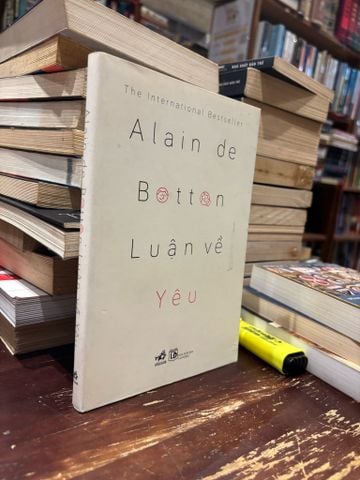 The International Bestseller
Alain de
Botton
Luận về
Yêu